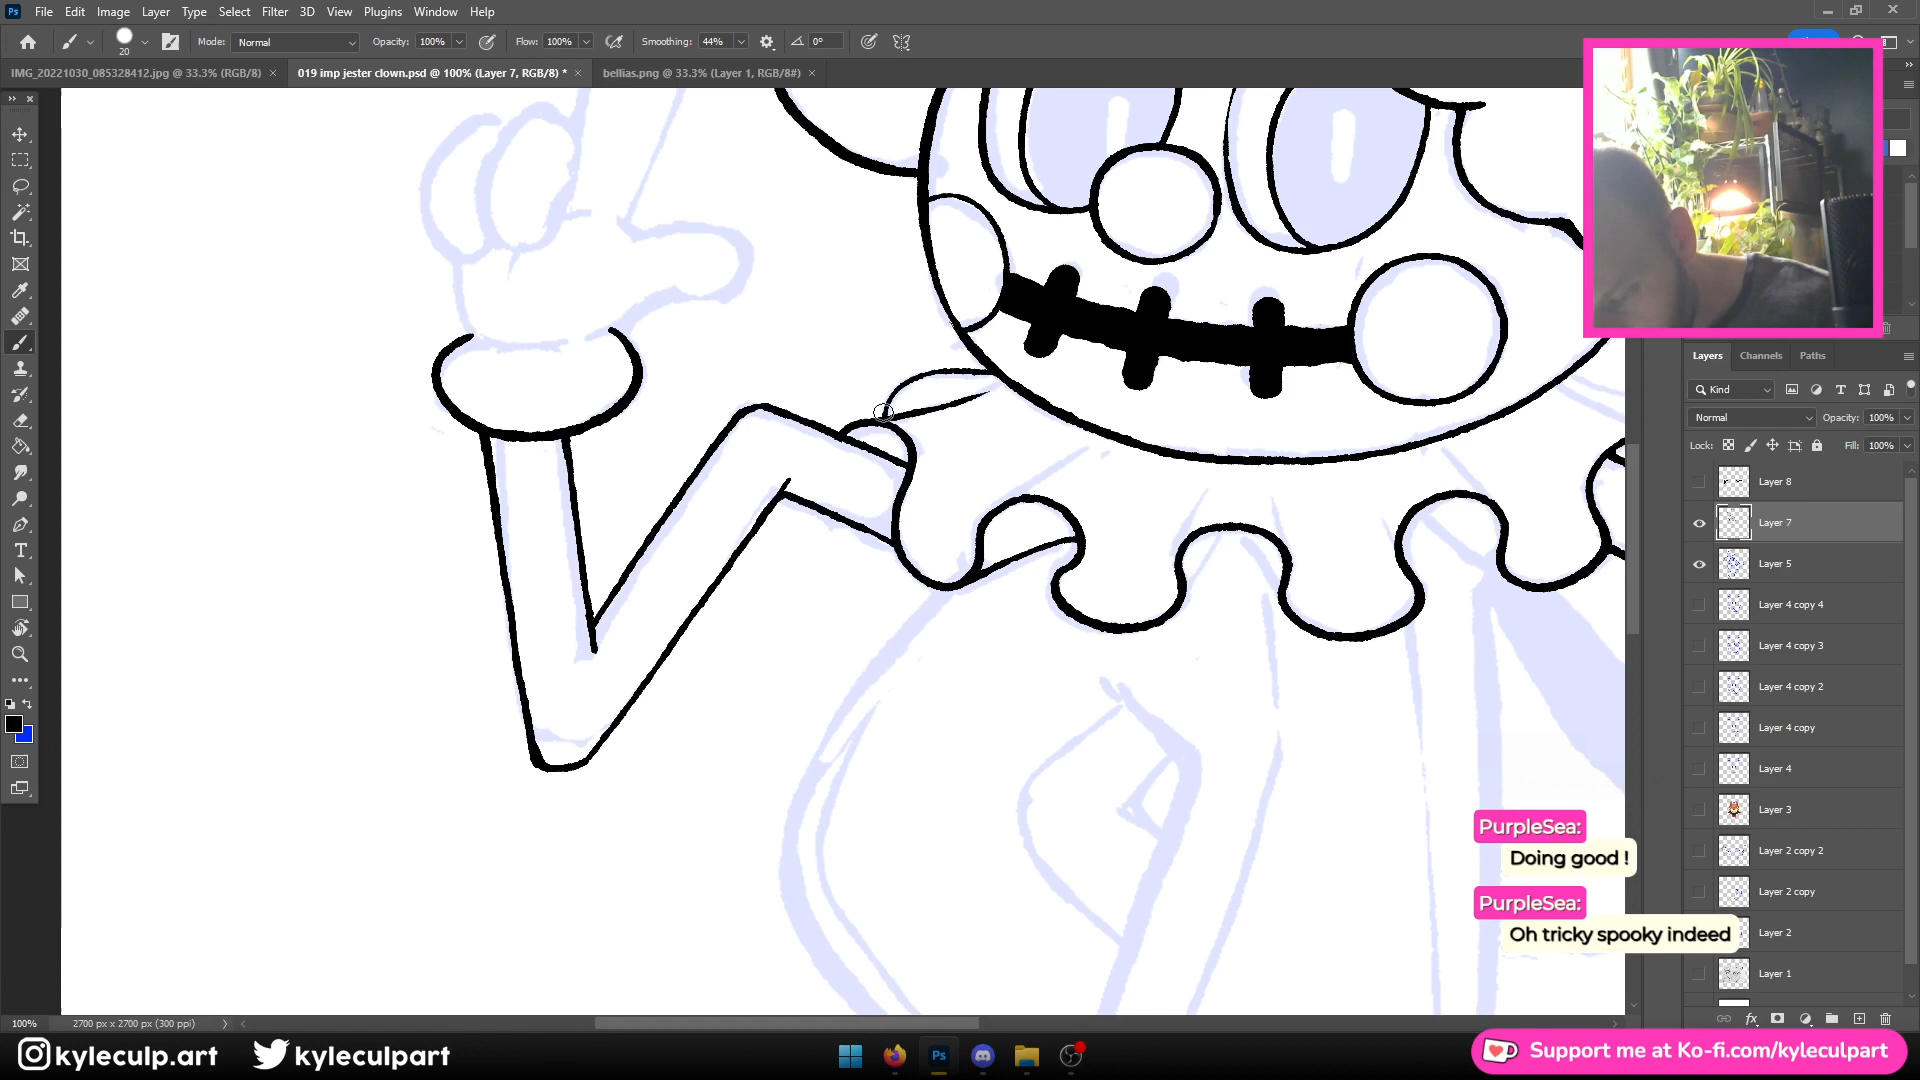 Ps File Edit Image Layer Type Select Filter 3D View Plugins Window Help
20 Mode: Normal Opacity: 100% Flow: 100% Smoothing: 44% 0°
IMG_20221030_085328412.jpg @ 33.3% (RGB/8) 019 imp jester clown.psd @ 100% (Layer 7, RGB/8) * bellias.png @ 33.3% (Layer 1, RGB/8#)
Layers Channels Paths
Kind
Normal Opacity: 100%
Lock: Fill: 100%
Layer 8
Layer 7
Layer 5
Layer 4 copy 4
Layer 4 copy 3
Layer 4 copy 2
Layer 4 copy
Layer 4
Layer 3
Layer 2 copy 2
Layer 2 copy
Layer 2
Layer 1
PurpleSea:
Doing good !
PurpleSea:
Oh tricky spooky indeed
100% 2700 px x 2700 px (300 ppi)
kyleculp.art kyleculpart
Ps
Support me at Ko-fi.com/kyleculpart